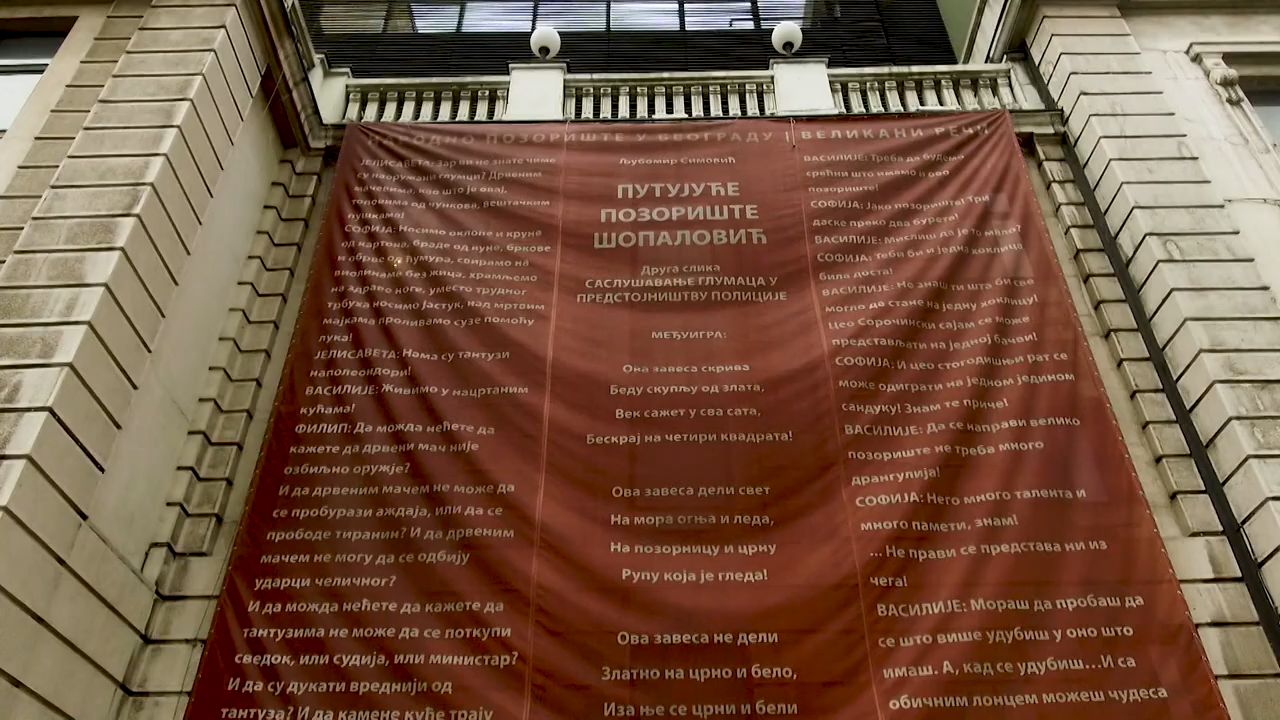 НАРОДНО ПОЗОРИШТЕ У БЕОГРАДУ | ВЕЛИКАНИ РЕЧИ
ЈЕЛИСАВЕТА: Зар ви не знате чиме
су наоружани глумци? Дрвеним
мачевима, као што је овај,
топовима од чункова, вештачким
пушкама!
СОФИЈА: Носимо оклопе и круне
од картона, браде од куне, бркове
и обрве од ћумура, свирамо на
виолинама без жица, храмљемо
на здраве ноге, уместо трудног
трбуха носимо јастук, над мртвим
мајкама проливамо сузе помоћу
лука!
ЈЕЛИСАВЕТА: Нама су тантузи
наполеондори!
ВАСИЛИЈЕ: Живимо у нацртаним
кућама!
ФИЛИП: Да можда нећете да
кажете да дрвени мач није
озбиљно оружје?
И да дрвеним мачем не може да
се пробурази аждаја, или да се
прободе тиранин? И да дрвеним
мачем не могу да се одбију
ударци челичног?
И да можда нећете да кажете да
тантузима не може да се поткупи
сведок, или судија, или министар?
И да су дукати вреднији од
тантуза? И да камене куће трају
Љубомир Симовић
ПУТУЈУЋЕ
ПОЗОРИШТЕ
ШОПАЛОВИЋ
Друга слика
САСЛУШАВАЊЕ ГЛУМАЦА У
ПРЕДСТОЈНИШТВУ ПОЛИЦИЈЕ
МЕЂУИГРА:
Ова завеса скрива
Беду скупљу од злата,
Век сажет у сва сата,
Бескрај на четири квадрата!
Ова завеса дели свет
На мора огња и леда,
На позорницу и црну
Рупу која је гледа!
Ова завеса не дели
Златно на црно и бело,
Иза ње се црни и бели
ВАСИЛИЈЕ: Треба да будемо
срећни што имамо и ово
позориште!
СОФИЈА: Јако позориште! Три
даске преко два бурета!
ВАСИЛИЈЕ: Мислиш да је то мало?
СОФИЈА: Теби би и једна хоклица
била доста!
ВАСИЛИЈЕ: Не знаш ти шта би све
могло да стане на једну хоклицу!
Цео Сорочински сајам се може
представљати на једној бачви!
СОФИЈА: И цео стогодишњи рат се
може одиграти на једном једином
сандуку! Знам те приче!
ВАСИЛИЈЕ: Да се направи велико
позориште не треба много
дрангулија!
СОФИЈА: Него много талента и
много памети, знам!
... Не прави се представа ни из
чега!
ВАСИЛИЈЕ: Мораш да пробаш да
се што више удубиш у оно што
имаш. А, кад се удубиш...И са
обичним лонцем можеш чудеса